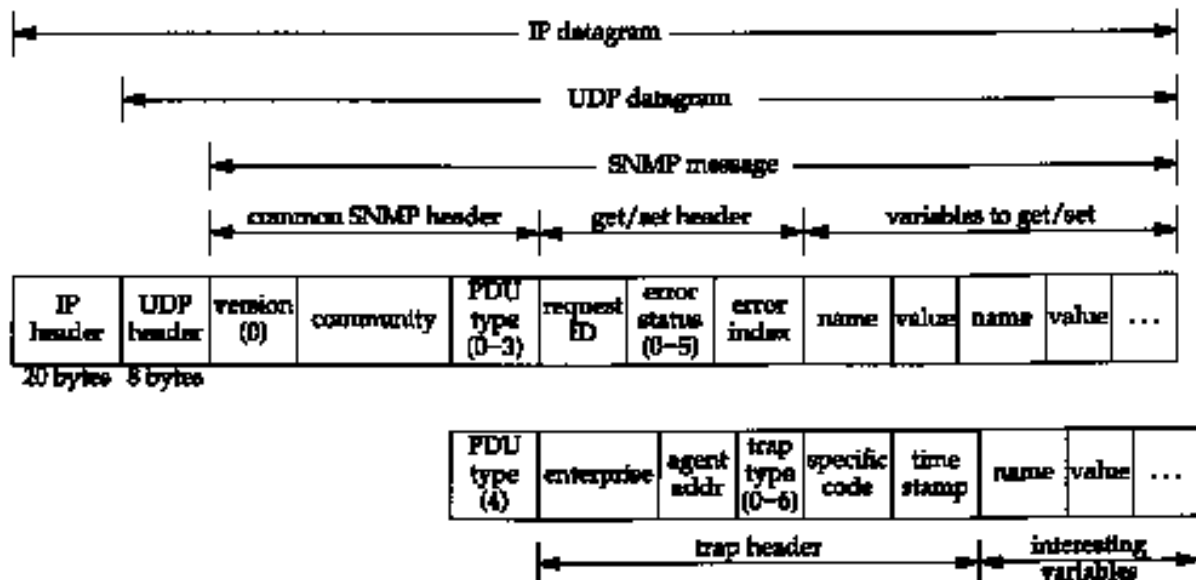 IP datagram
UDP datagram
SNMP message
common SNMP header get/set header variables to get/set
IP header UDP header version (0) community PDU type (0-3) request ID error status (0-5) error index name value name value ...
20 bytes 8 bytes
PDU type (4) enterprise agent addr trap type (0-6) specific code time stamp name value ...
trap header interesting variables